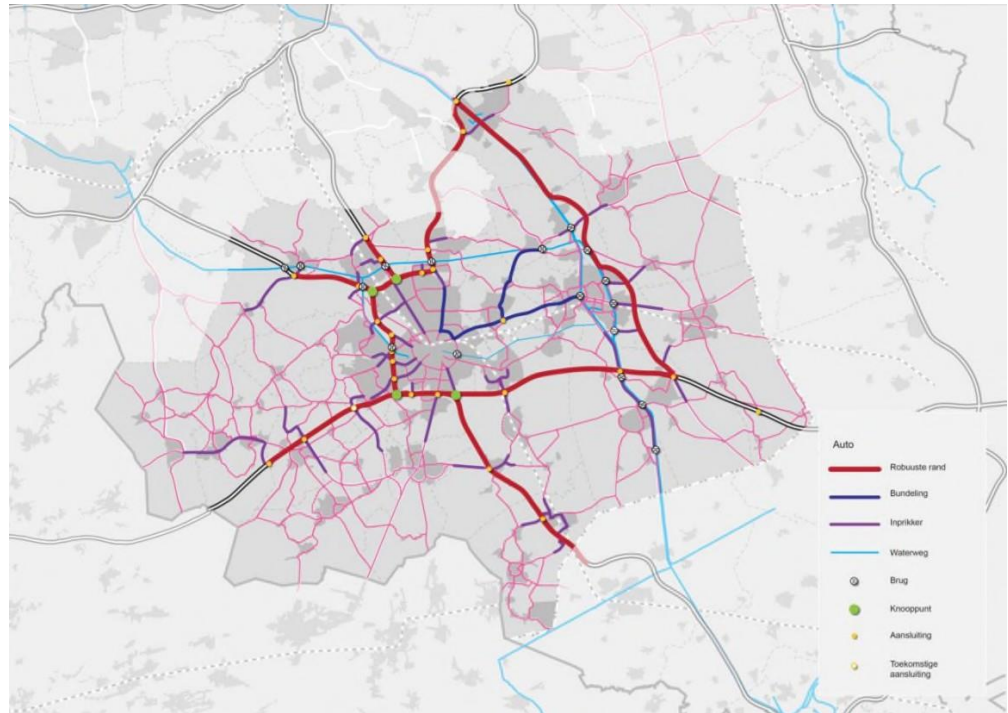 Auto
Robuuste rand
Bundeling
Inprikker
Waterweg
Brug
Knooppunt
Aansluiting
Toekomstige
aansluiting